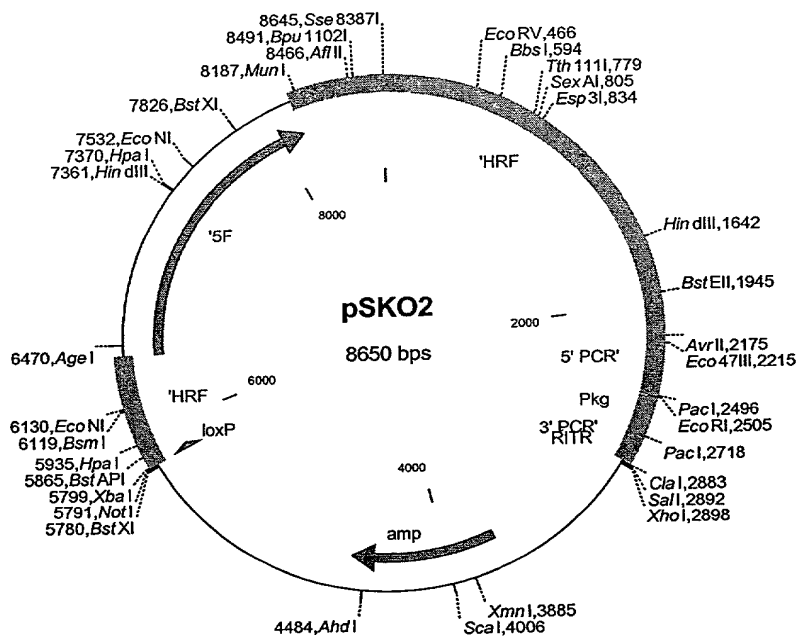 8645, Sse 8387I
8491, Bpu 1102I
8466, Afl II
8187, Mun I
7826, Bst XI
7532, Eco NI
7370, Hpa I
7361, Hin dIII
Eco RV, 466
Bbs I, 594
Tth 111I, 779
Sex AI, 805
Esp 3I, 834
'HRF
8000
'5F
Hin dIII, 1642
Bst EII, 1945
pSKO2
8650 bps
2000
Avr II, 2175
Eco 47III, 2215
5' PCR'
Pkg
Pac I, 2496
Eco RI, 2505
3' PCR'
RITR
Pac I, 2718
Cla I, 2883
Sal I, 2892
Xho I, 2898
6470, Age I
'HRF
6000
loxP
6130, Eco NI
6119, Bsm I
5935, Hpa I
5865, Bst API
5799, Xba I
5791, Not I
5780, Bst XI
4000
amp
4484, Ahd I
Xmn I, 3885
Sca I, 4006